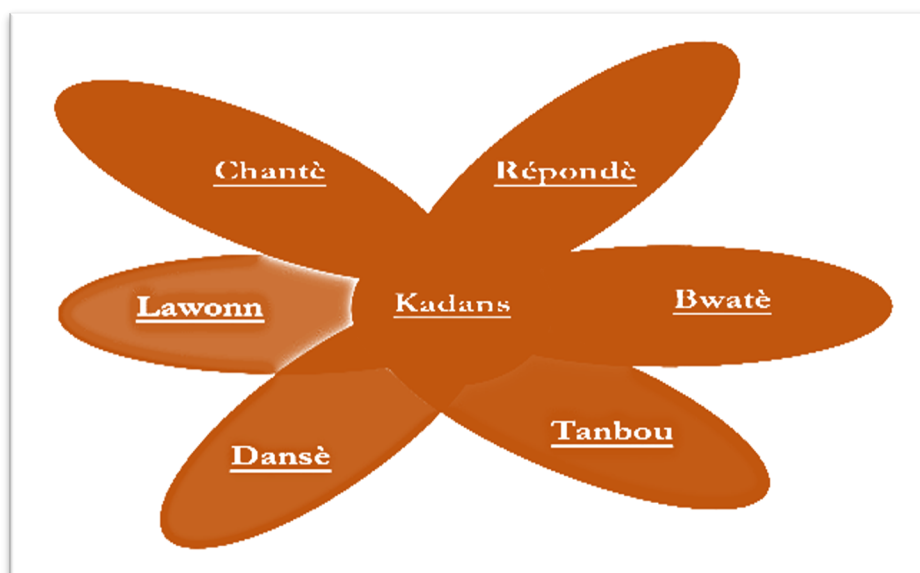 Chantè
Répondè
Lawonn
Kadans
Bwatè
Dansè
Tanbou